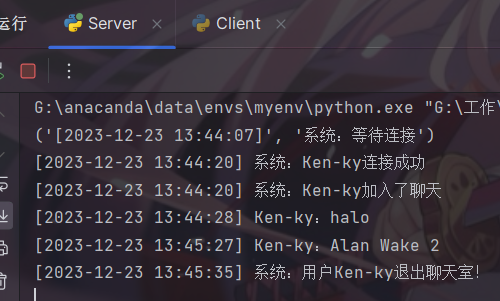 运行
Server
Client
G:\anacanda\data\envs\myenv\python.exe "G:\工作\
('[2023-12-23 13:44:07]', '系统：等待连接')
[2023-12-23 13:44:20] 系统：Ken-ky连接成功
[2023-12-23 13:44:20] 系统：Ken-ky加入了聊天
[2023-12-23 13:44:28] Ken-ky：halo
[2023-12-23 13:45:27] Ken-ky：Alan Wake 2
[2023-12-23 13:45:35] 系统：用户Ken-ky退出聊天室！